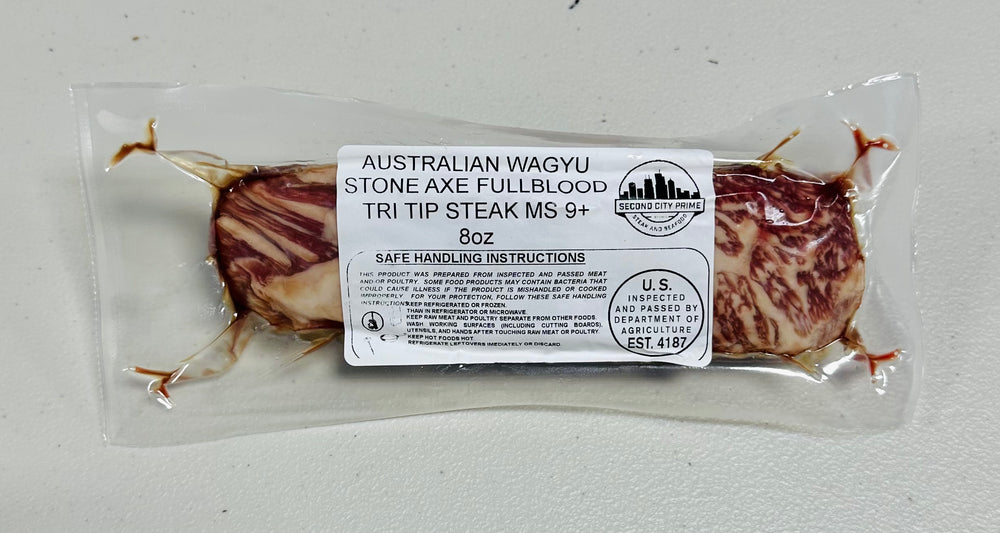 AUSTRALIAN WAGYU
STONE AXE FULLBLOOD
TRI TIP STEAK MS 9+
8oz
SECOND CITY PRIME
STEAK AND SEAFOOD
SAFE HANDLING INSTRUCTIONS
THIS PRODUCT WAS PREPARED FROM INSPECTED AND PASSED MEAT
AND/OR POULTRY. SOME FOOD PRODUCTS MAY CONTAIN BACTERIA THAT
COULD CAUSE ILLNESS IF THE PRODUCT IS MISHANDLED OR COOKED
IMPROPERLY. FOR YOUR PROTECTION, FOLLOW THESE SAFE HANDLING
INSTRUCTIONS.
KEEP REFRIGERATED OR FROZEN.
THAW IN REFRIGERATOR OR MICROWAVE.
KEEP RAW MEAT AND POULTRY SEPARATE FROM OTHER FOODS.
WASH WORKING SURFACES (INCLUDING CUTTING BOARDS),
UTENSILS, AND HANDS AFTER TOUCHING RAW MEAT OR POULTRY.
KEEP HOT FOODS HOT.
REFRIGERATE LEFTOVERS IMEDIATELY OR DISCARD.
U.S.
INSPECTED
AND PASSED BY
DEPARTMENT OF
AGRICULTURE
EST. 4187